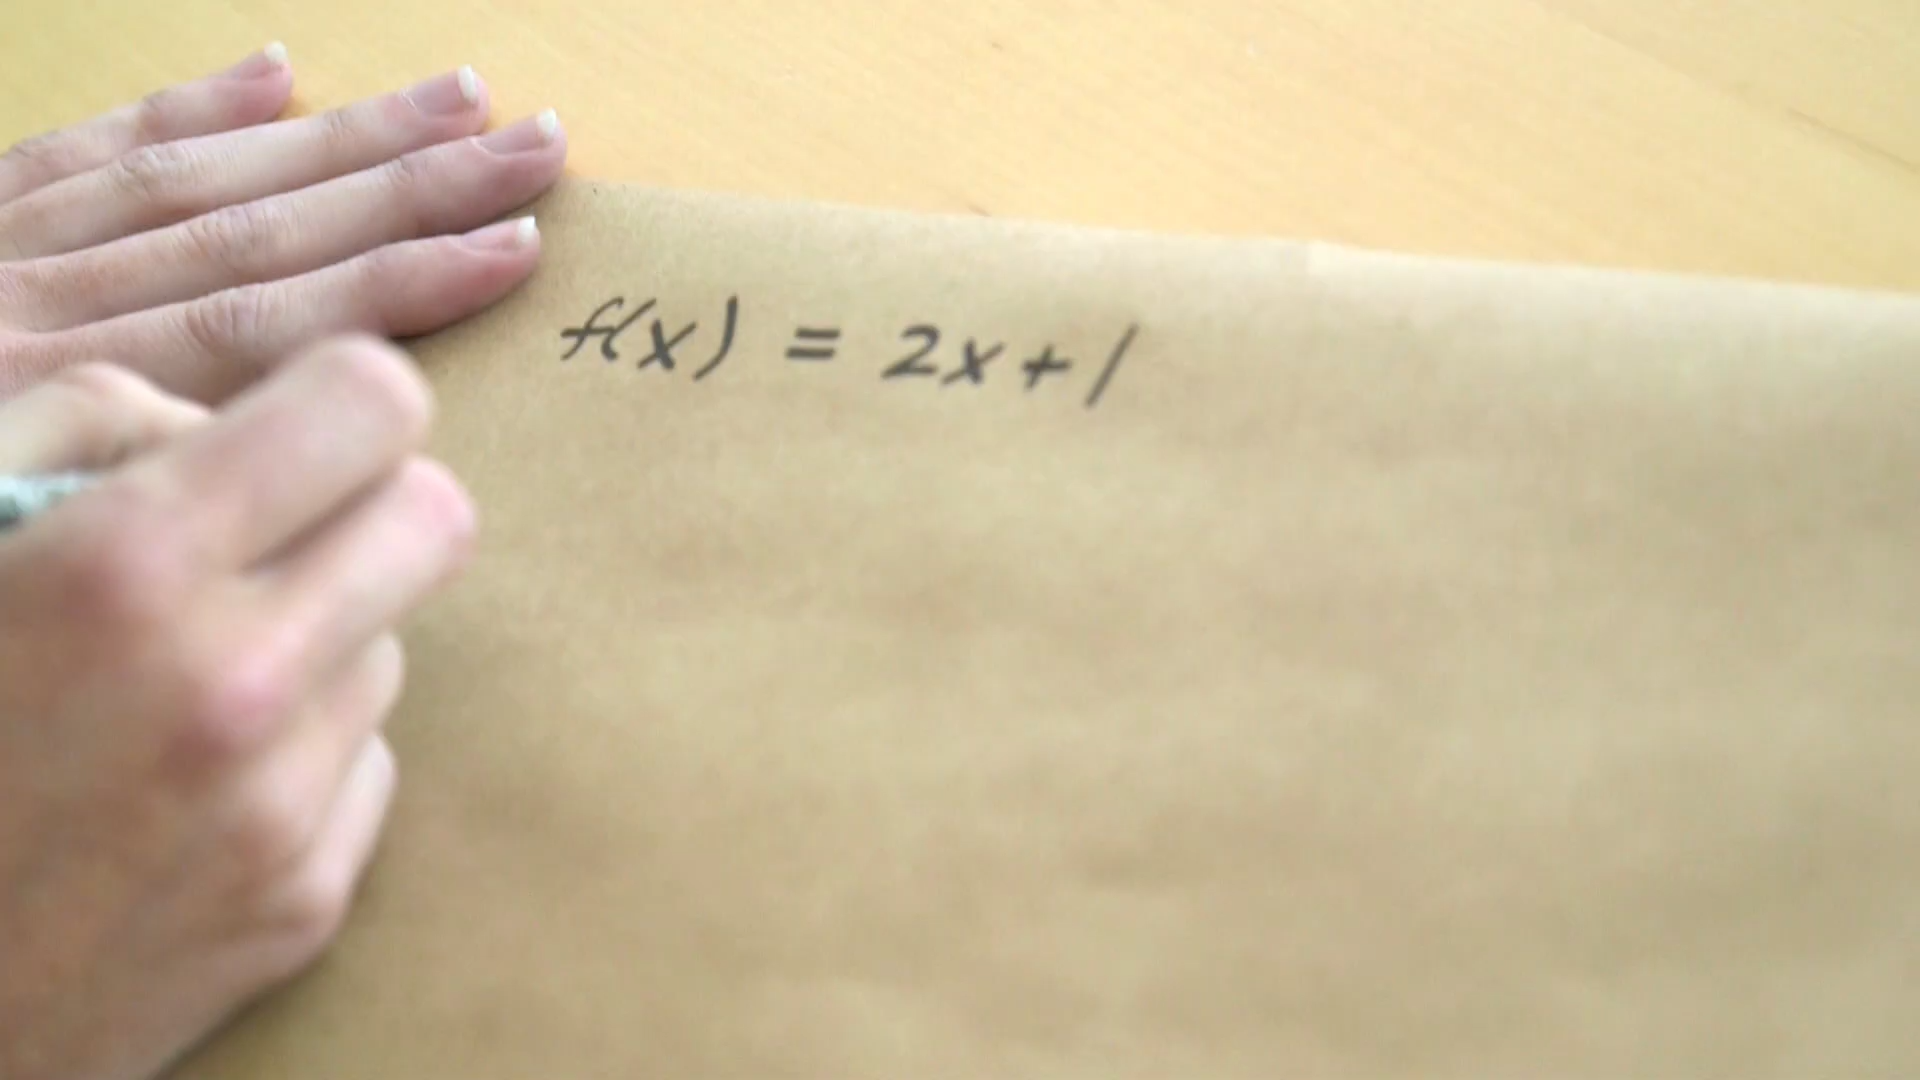 f(x) = 2x + 1